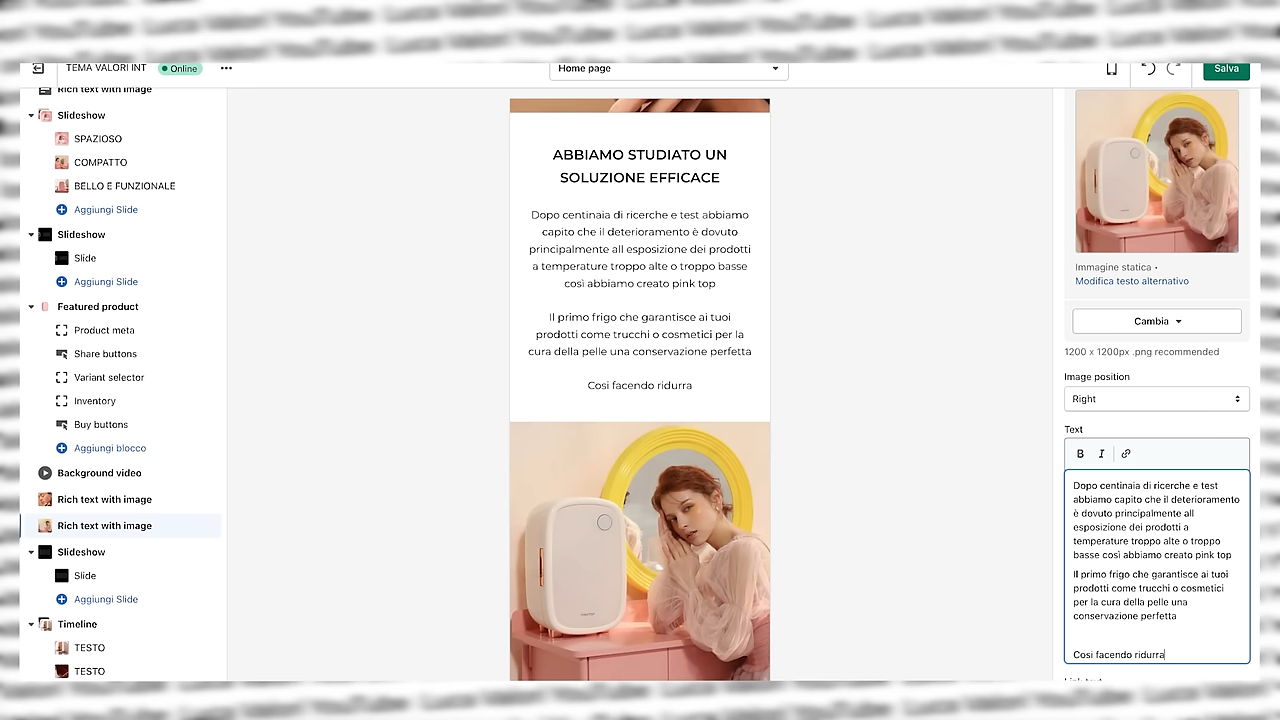 Luca Valori YouTube
TEMA VALORI INT
Online
Home page
Salva
Rich text with image
Slideshow
SPAZIOSO
COMPATTO
BELLO E FUNZIONALE
Aggiungi Slide
Slideshow
Slide
Aggiungi Slide
Featured product
Product meta
Share buttons
Variant selector
Inventory
Buy buttons
Aggiungi blocco
Background video
Rich text with image
Rich text with image
Slideshow
Slide
Aggiungi Slide
Timeline
TESTO
TESTO
ABBIAMO STUDIATO UN
SOLUZIONE EFFICACE
Dopo centinaia di ricerche e test abbiamo
capito che il deterioramento è dovuto
principalmente all esposizione dei prodotti
a temperature troppo alte o troppo basse
così abbiamo creato pink top
Il primo frigo che garantisce ai tuoi
prodotti come trucchi o cosmetici per la
cura della pelle una conservazione perfetta
Cosi facendo ridurra
Immagine statica •
Modifica testo alternativo
Cambia
1200 x 1200px .png recommended
Image position
Right
Text
B I
Dopo centinaia di ricerche e test
abbiamo capito che il deterioramento
è dovuto principalmente all
esposizione dei prodotti a
temperature troppo alte o troppo
basse così abbiamo creato pink top
Il primo frigo che garantisce ai tuoi
prodotti come trucchi o cosmetici
per la cura della pelle una
conservazione perfetta
Cosi facendo ridurra